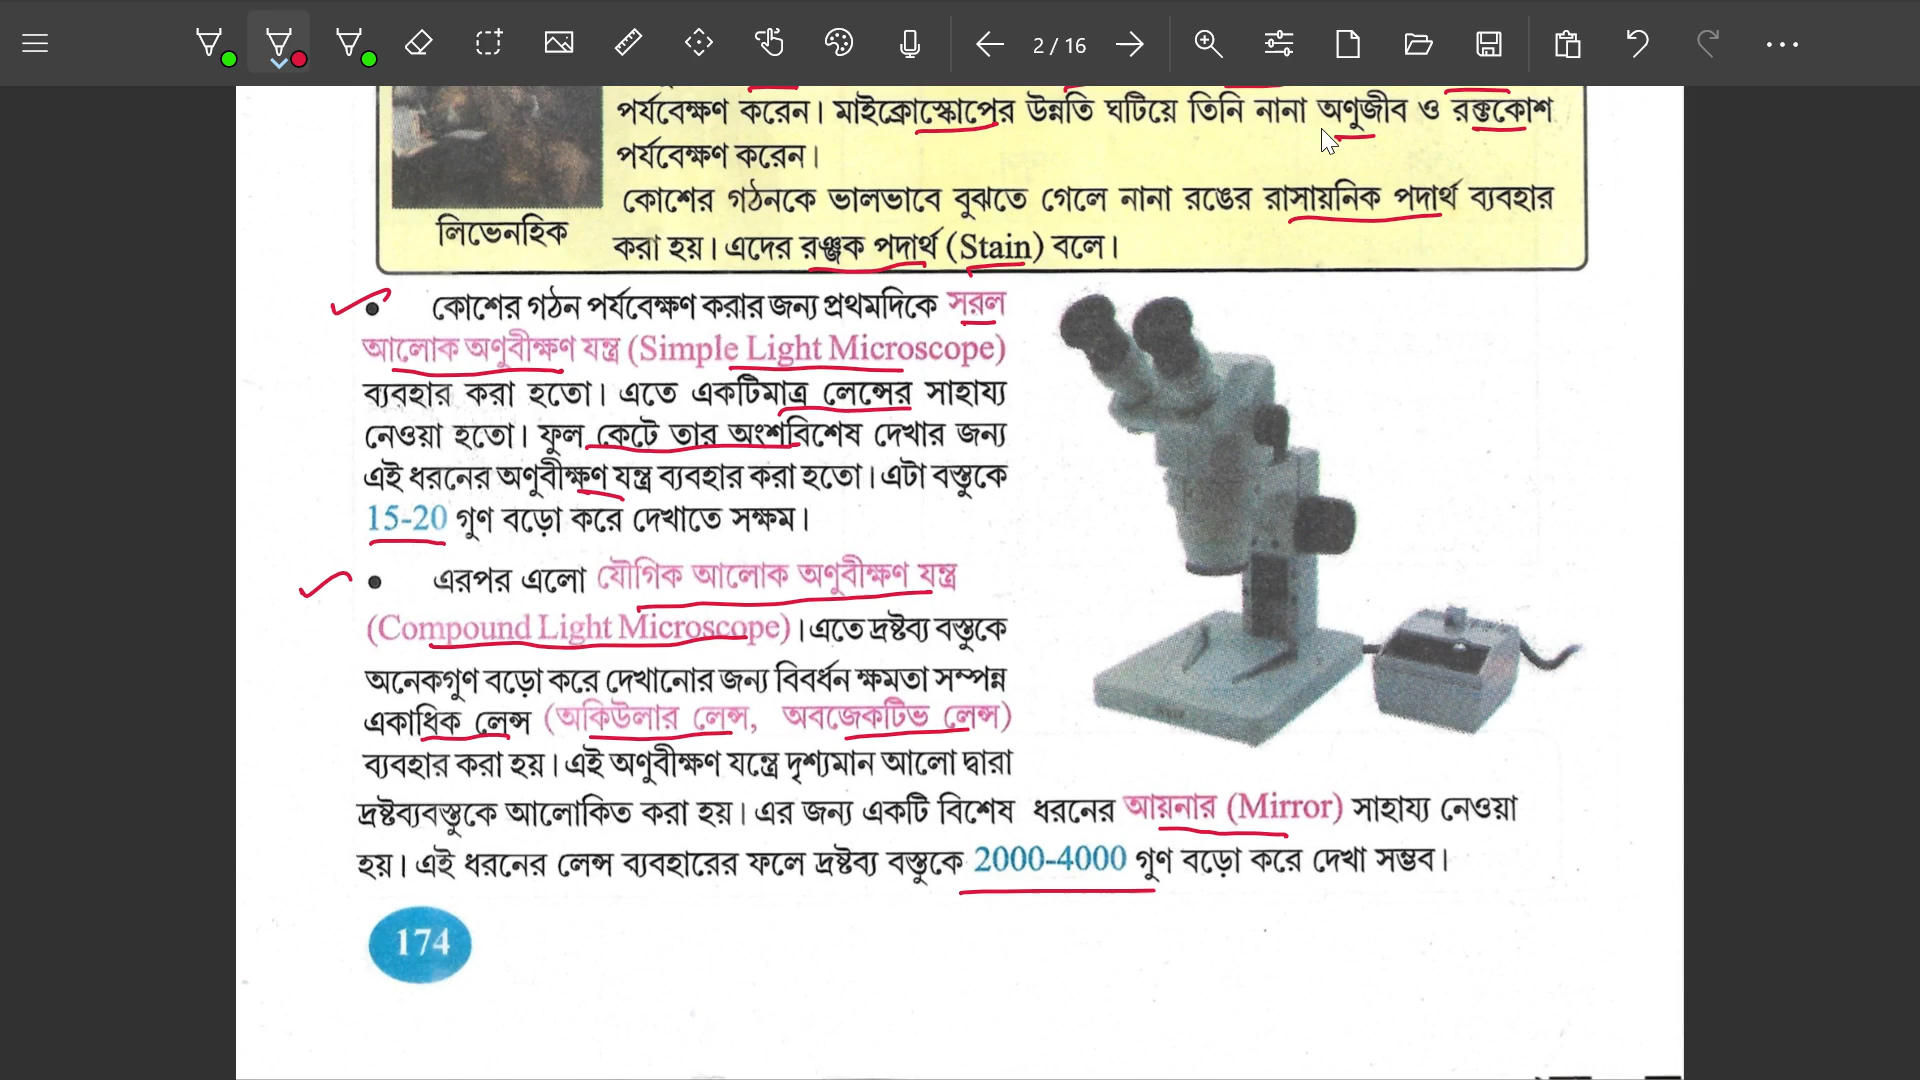 2 / 16
পর্যবেক্ষণ করেন। মাইক্রোস্কোপের উন্নতি ঘটিয়ে তিনি নানা অণুজীব ও রক্তকোশ
পর্যবেক্ষণ করেন।
কোশের গঠনকে ভালভাবে বুঝতে গেলে নানা রঙের রাসায়নিক পদার্থ ব্যবহার
লিভেনহিক
করা হয়। এদের রঞ্জক পদার্থ (Stain) বলে।
• কোশের গঠন পর্যবেক্ষণ করার জন্য প্রথমদিকে সরল
আলোক অণুবীক্ষণ যন্ত্র (Simple Light Microscope)
ব্যবহার করা হতো। এতে একটিমাত্র লেন্সের সাহায্য
নেওয়া হতো। ফুল কেটে তার অংশবিশেষ দেখার জন্য
এই ধরনের অণুবীক্ষণ যন্ত্র ব্যবহার করা হতো। এটা বস্তুকে
15-20 গুণ বড়ো করে দেখাতে সক্ষম।
• এরপর এলো যৌগিক আলোক অণুবীক্ষণ যন্ত্র
(Compound Light Microscope)। এতে দ্রষ্টব্য বস্তুকে
অনেকগুণ বড়ো করে দেখানোর জন্য বিবর্ধন ক্ষমতা সম্পন্ন
একাধিক লেন্স (অকিউলার লেন্স, অবজেকটিভ লেন্স)
ব্যবহার করা হয়। এই অণুবীক্ষণ যন্ত্রে দৃশ্যমান আলো দ্বারা
দ্রষ্টব্যবস্তুকে আলোকিত করা হয়। এর জন্য একটি বিশেষ ধরনের আয়নার (Mirror) সাহায্য নেওয়া
হয়। এই ধরনের লেন্স ব্যবহারের ফলে দ্রষ্টব্য বস্তুকে 2000-4000 গুণ বড়ো করে দেখা সম্ভব।
174